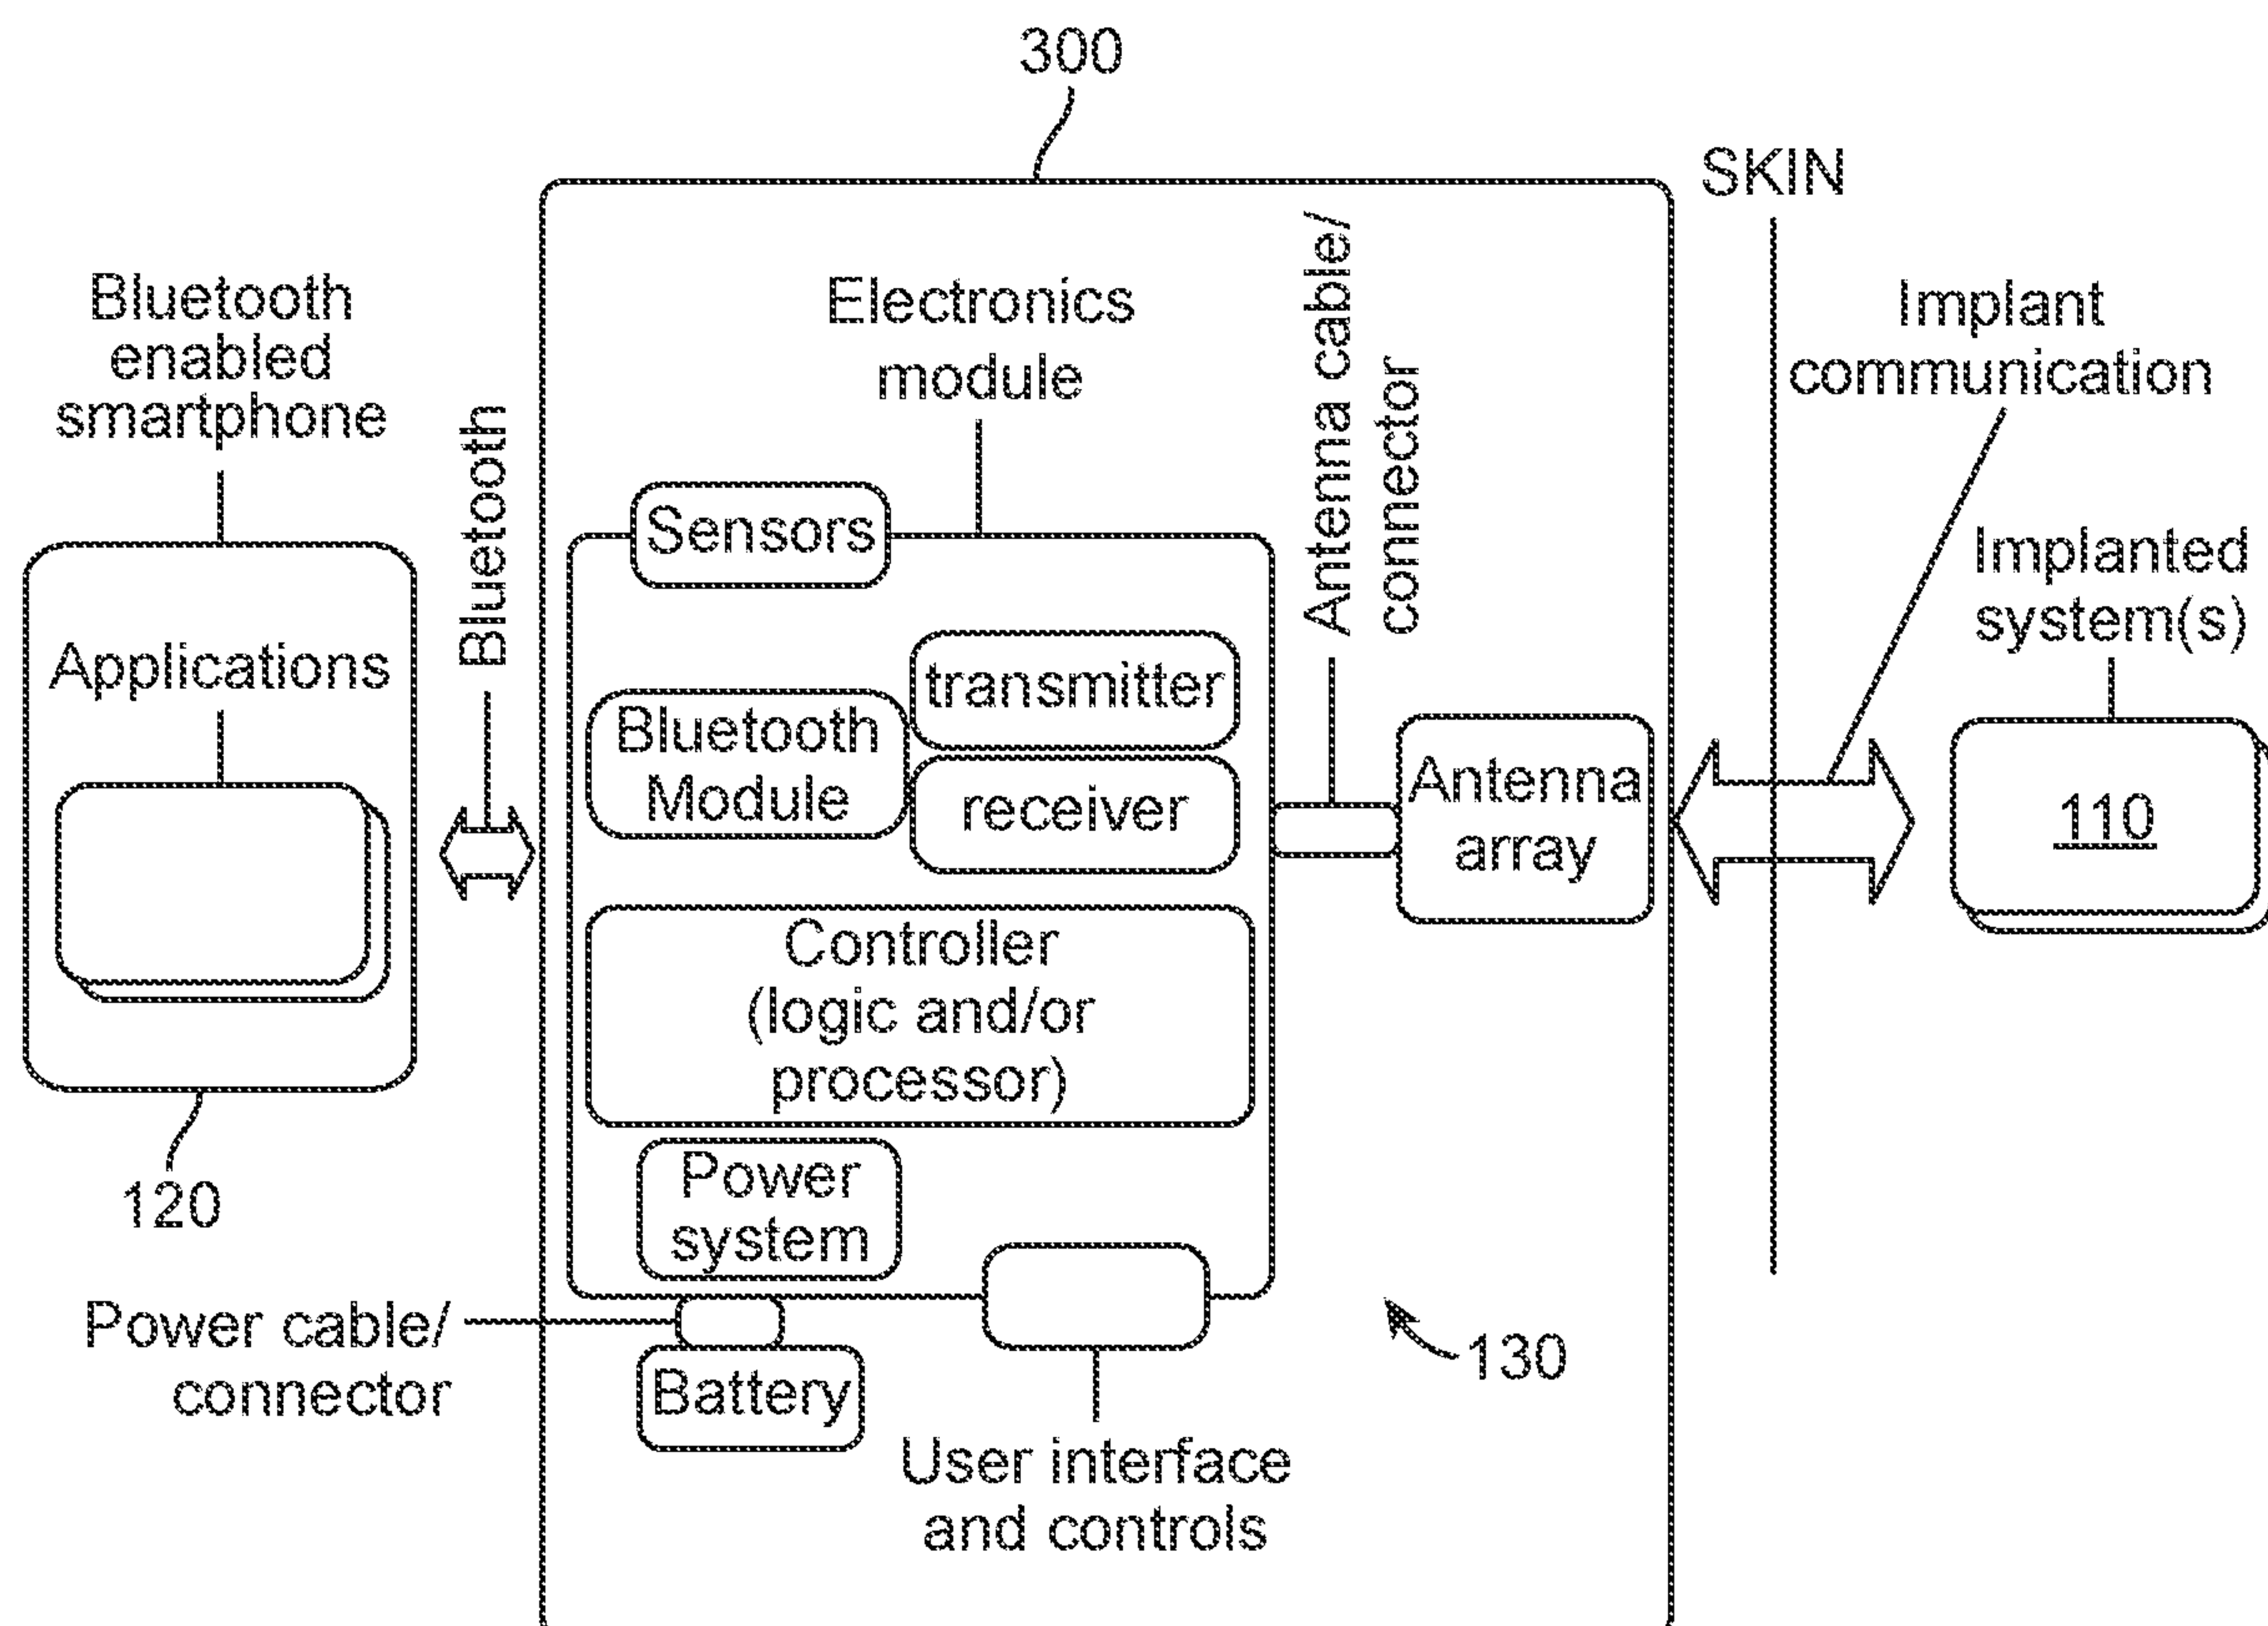 300
SKIN
Bluetooth
enabled
smartphone
Bluetooth
Electronics
module
Antenna cable/
connector
Implant
communication
Implanted
system(s)
Applications
Sensors
transmitter
Bluetooth
Module
receiver
Antenna
array
110
Controller
(logic and/or
processor)
120
Power
system
Power cable/
connector
Battery
130
User interface
and controls